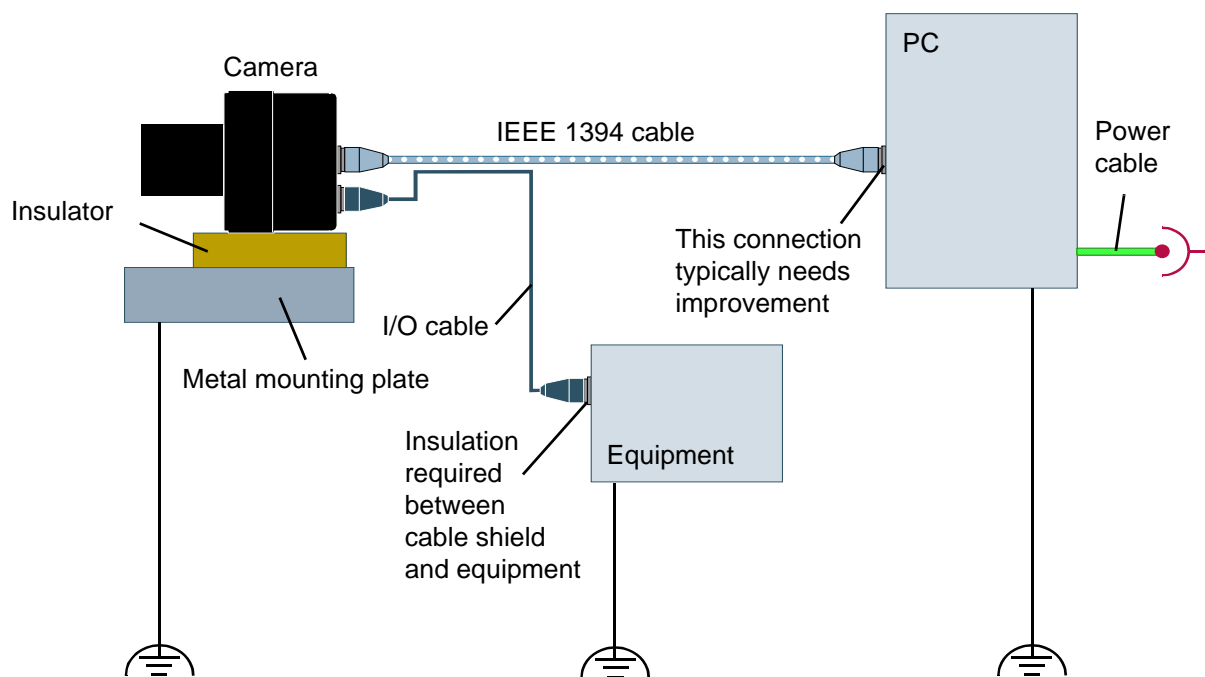 PC
Camera
IEEE 1394 cable
Power
cable
Insulator
This connection
typically needs
improvement
I/O cable
Metal mounting plate
Insulation
required
between
cable shield
and equipment
Equipment